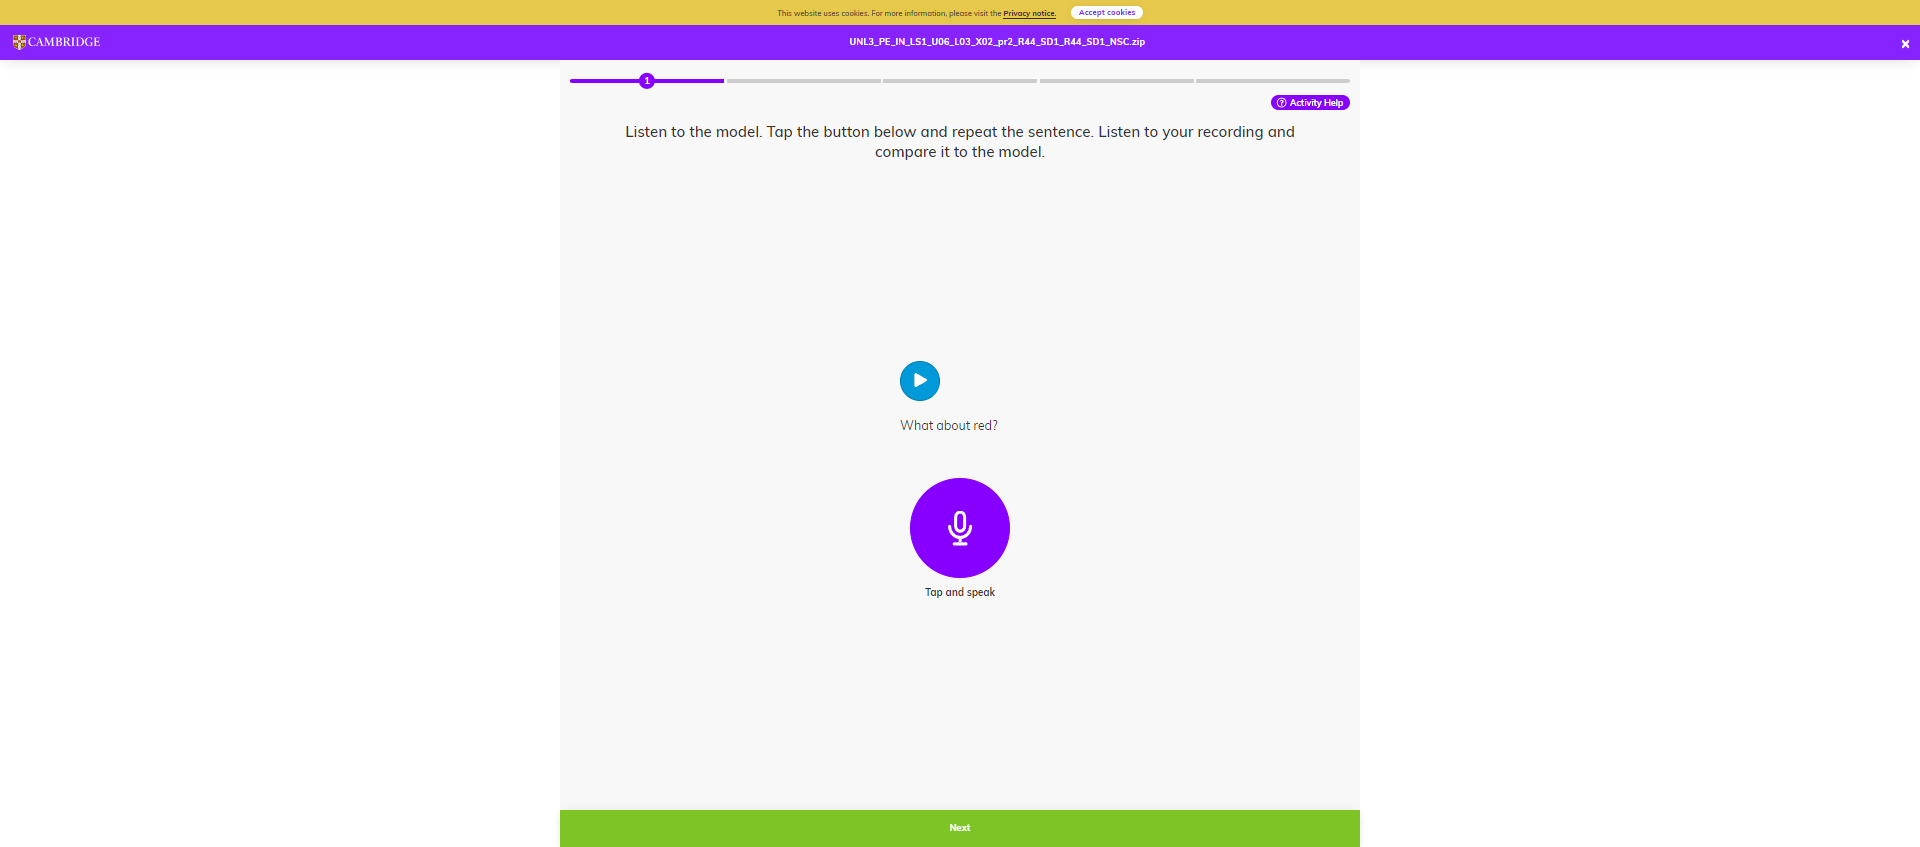 This website uses cookies. For more information, please visit the Privacy notice. Accept cookies
CAMBRIDGE
UNL3_PE_IN_LS1_U06_L03_X02_pr2_R44_SD1_R44_SD1_NSC.zip
1
Activity Help
Listen to the model. Tap the button below and repeat the sentence. Listen to your recording and
compare it to the model.
What about red?
Tap and speak
Next